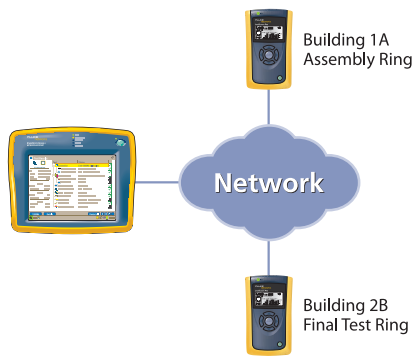 Building 1A
Assembly Ring
Network
Building 2B
Final Test Ring